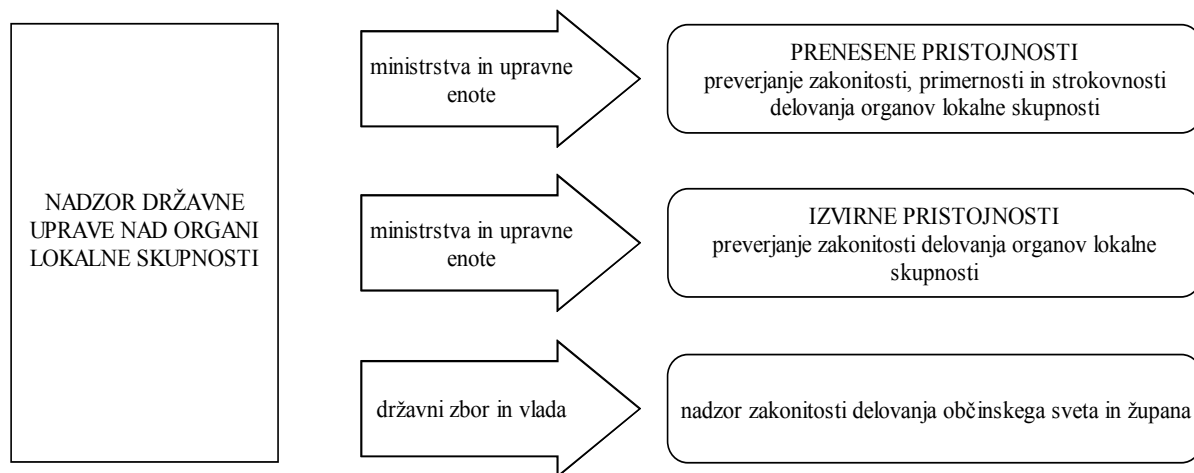 NADZOR DRŽAVNE
UPRAVE NAD ORGANI
LOKALNE SKUPNOSTI
ministrstva in upravne
enote
PRENESENE PRISTOJNOSTI
preverjanje zakonitosti, primernosti in strokovnosti
delovanja organov lokalne skupnosti
ministrstva in upravne
enote
IZVIRNE PRISTOJNOSTI
preverjanje zakonitosti delovanja organov lokalne
skupnosti
državni zbor in vlada
nadzor zakonitosti delovanja občinskega sveta in župana